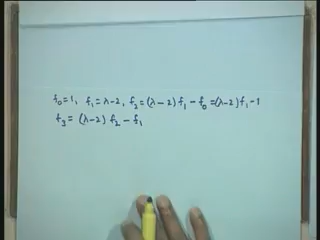 f₀=1, f₁=λ-2, f₂=(λ-2) f₁ - f₀ =(λ-2) f₁ -1
f₃= (λ-2) f₂ - f₁